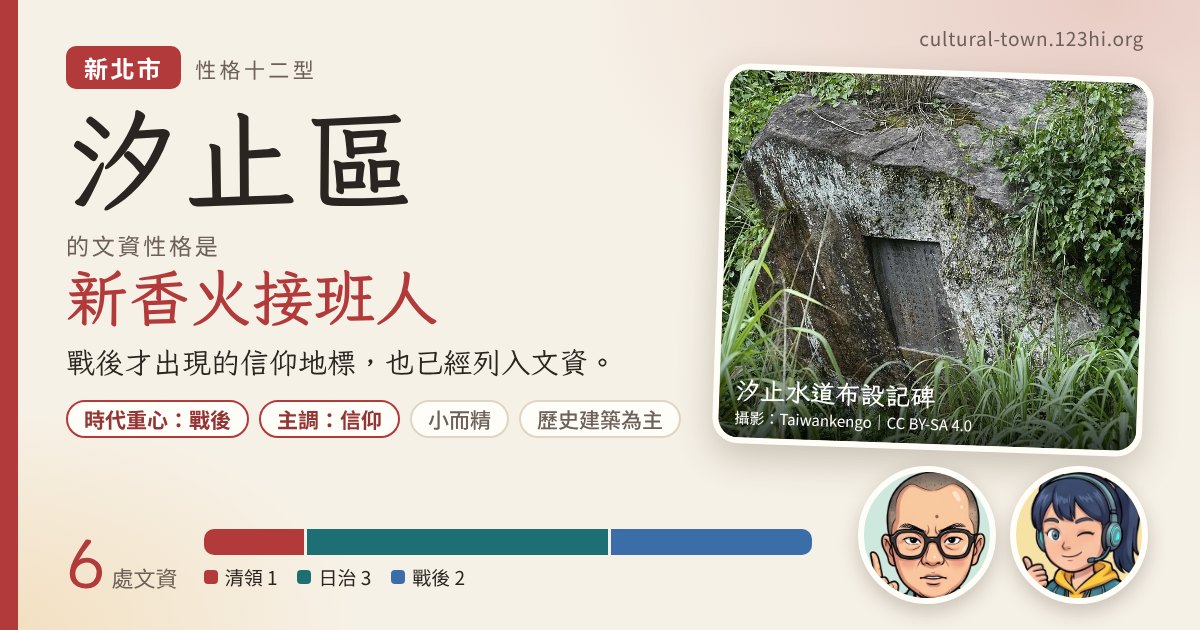 cultural-town.123hi.org
新北市 性格十二型
汐止區
的文資性格是
新香火接班人
戰後才出現的信仰地標，也已經列入文資。
時代重心：戰後 主調：信仰 小而精 歷史建築為主
汐止水道布設記碑
攝影：Taiwankengo｜CC BY-SA 4.0
6 處文資
清領 1 日治 3 戰後 2